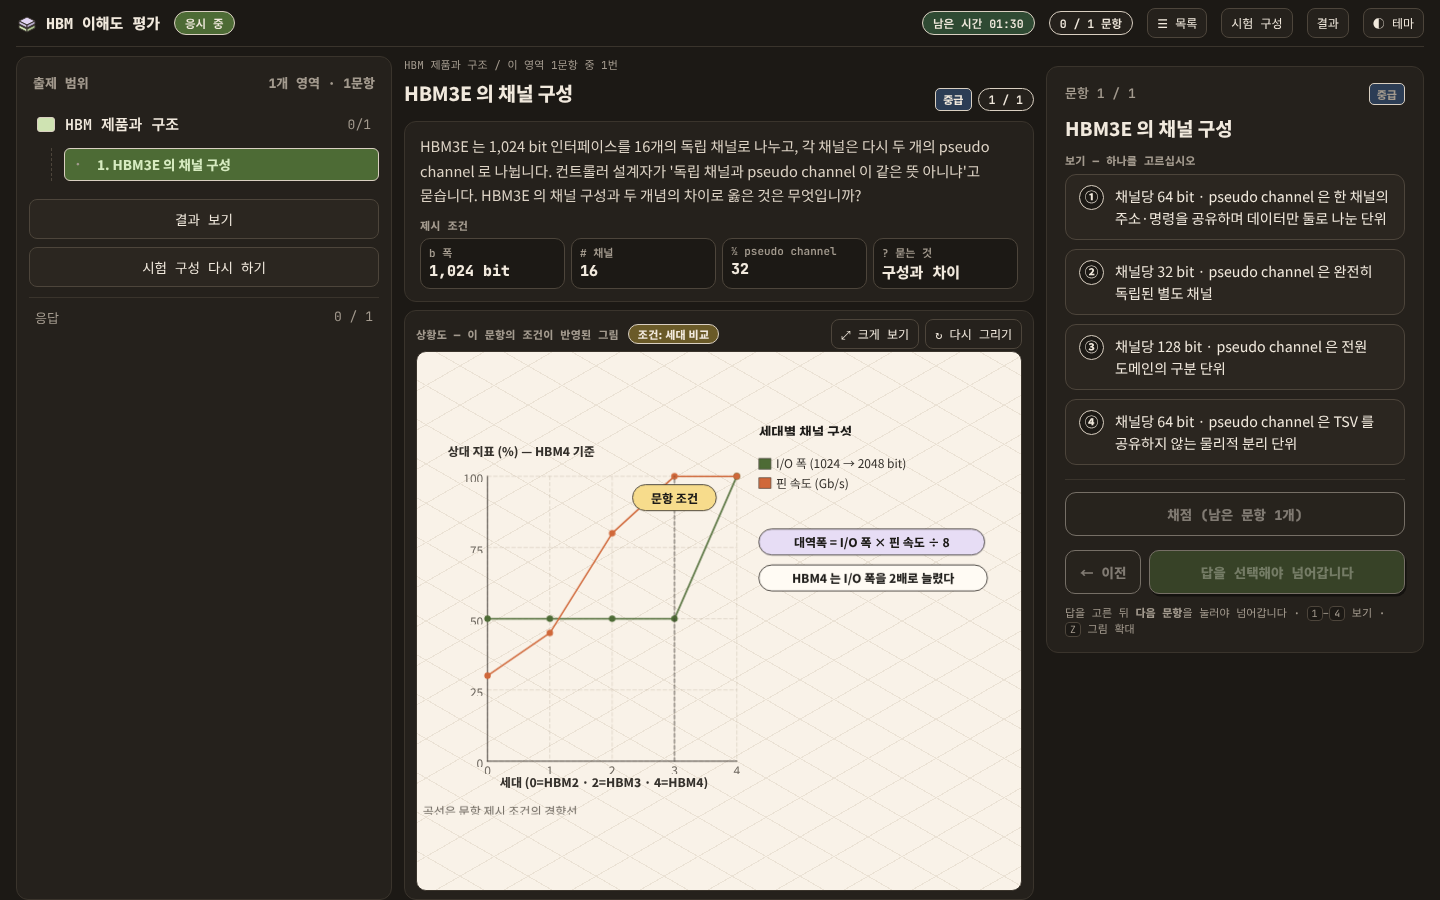 HBM 이해도 평가
응시 중
남은 시간 01:30
0 / 1 문항
☰ 목록
시험 구성
결과
◐ 테마
출제 범위
1개 영역 · 1문항
HBM 제품과 구조
0/1
· 1. HBM3E 의 채널 구성
결과 보기
시험 구성 다시 하기
응답
0 / 1
HBM 제품과 구조 / 이 영역 1문항 중 1번
HBM3E 의 채널 구성
중급
1 / 1
HBM3E 는 1,024 bit 인터페이스를 16개의 독립 채널로 나누고, 각 채널은 다시 두 개의 pseudo
channel 로 나뉩니다. 컨트롤러 설계자가 '독립 채널과 pseudo channel 이 같은 뜻 아니냐'고
묻습니다. HBM3E 의 채널 구성과 두 개념의 차이로 옳은 것은 무엇입니까?
제시 조건
b 폭
1,024 bit
# 채널
16
% pseudo channel
32
? 묻는 것
구성과 차이
상황도 — 이 문항의 조건이 반영된 그림
조건: 세대 비교
⤢ 크게 보기
↻ 다시 그리기
세대별 채널 구성
상대 지표 (%) — HBM4 기준
I/O 폭 (1024 → 2048 bit)
핀 속도 (Gb/s)
100
문항 조건
대역폭 = I/O 폭 × 핀 속도 ÷ 8
75
HBM4 는 I/O 폭을 2배로 늘렸다
50
25
0
0 1 2 3 4
세대 (0=HBM2 · 2=HBM3 · 4=HBM4)
곡선은 문항 제시 조건의 경향선
문항 1 / 1
중급
HBM3E 의 채널 구성
보기 — 하나를 고르십시오
① 채널당 64 bit · pseudo channel 은 한 채널의
주소·명령을 공유하며 데이터만 둘로 나눈 단위
② 채널당 32 bit · pseudo channel 은 완전히
독립된 별도 채널
③ 채널당 128 bit · pseudo channel 은 전원
도메인의 구분 단위
④ 채널당 64 bit · pseudo channel 은 TSV 를
공유하지 않는 물리적 분리 단위
채점 (남은 문항 1개)
← 이전
답을 선택해야 넘어갑니다
답을 고른 뒤 다음 문항을 눌러야 넘어갑니다 · 1–4 보기 ·
Z 그림 확대